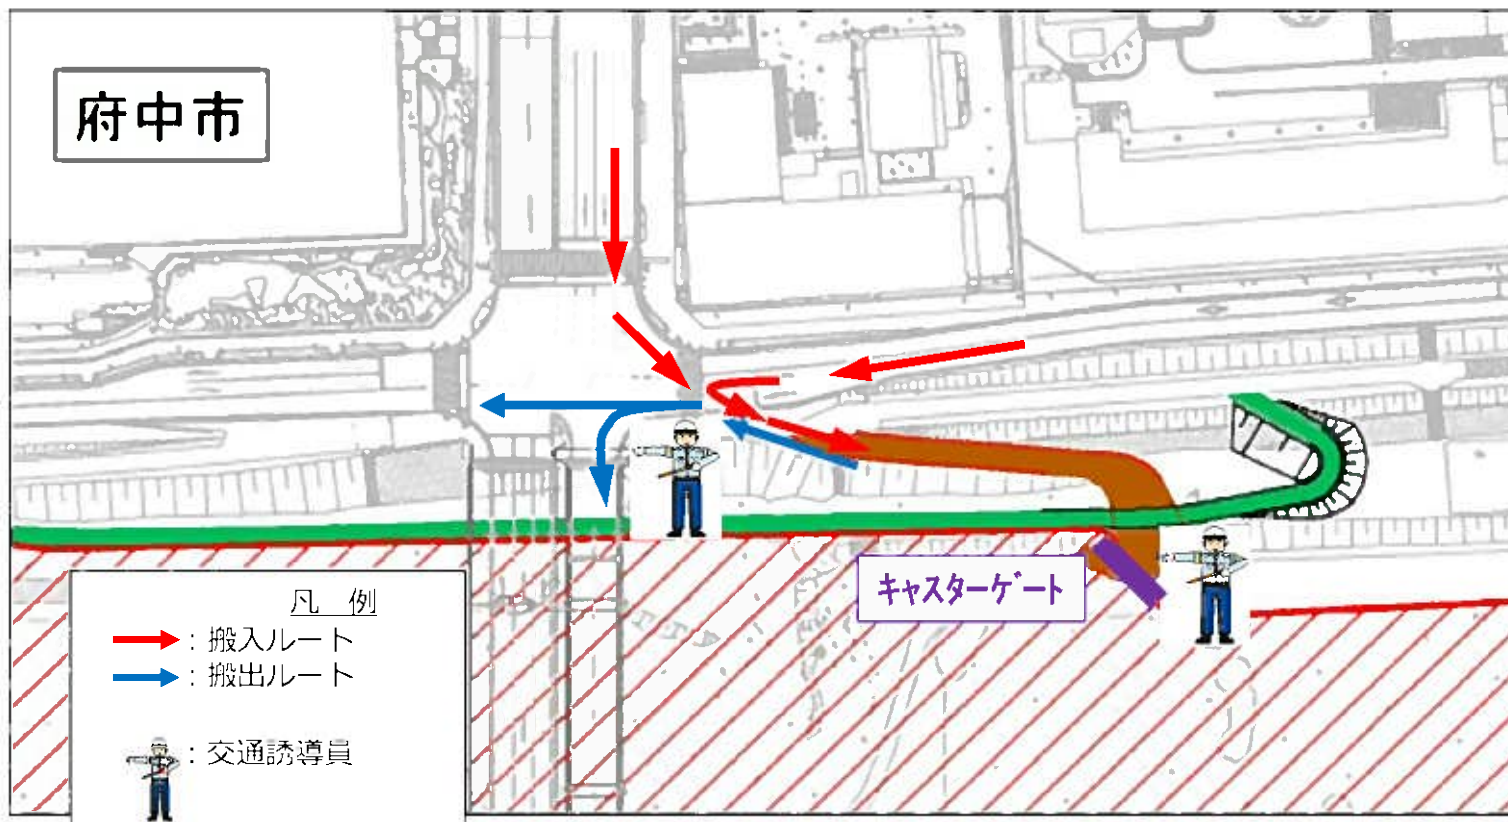 府中市
キャスターゲート
凡 例
: 搬入ルート
: 搬出ルート
: 交通誘導員